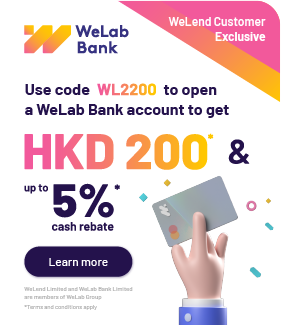 WeLab
Bank
WeLend Customer
Exclusive
Use code WL2200 to open
a WeLab Bank account to get
HKD 200* &
up to 5%*
cash rebate
Learn more
WeLend Limited and WeLab Bank Limited
are members of WeLab Group
*Terms and conditions apply